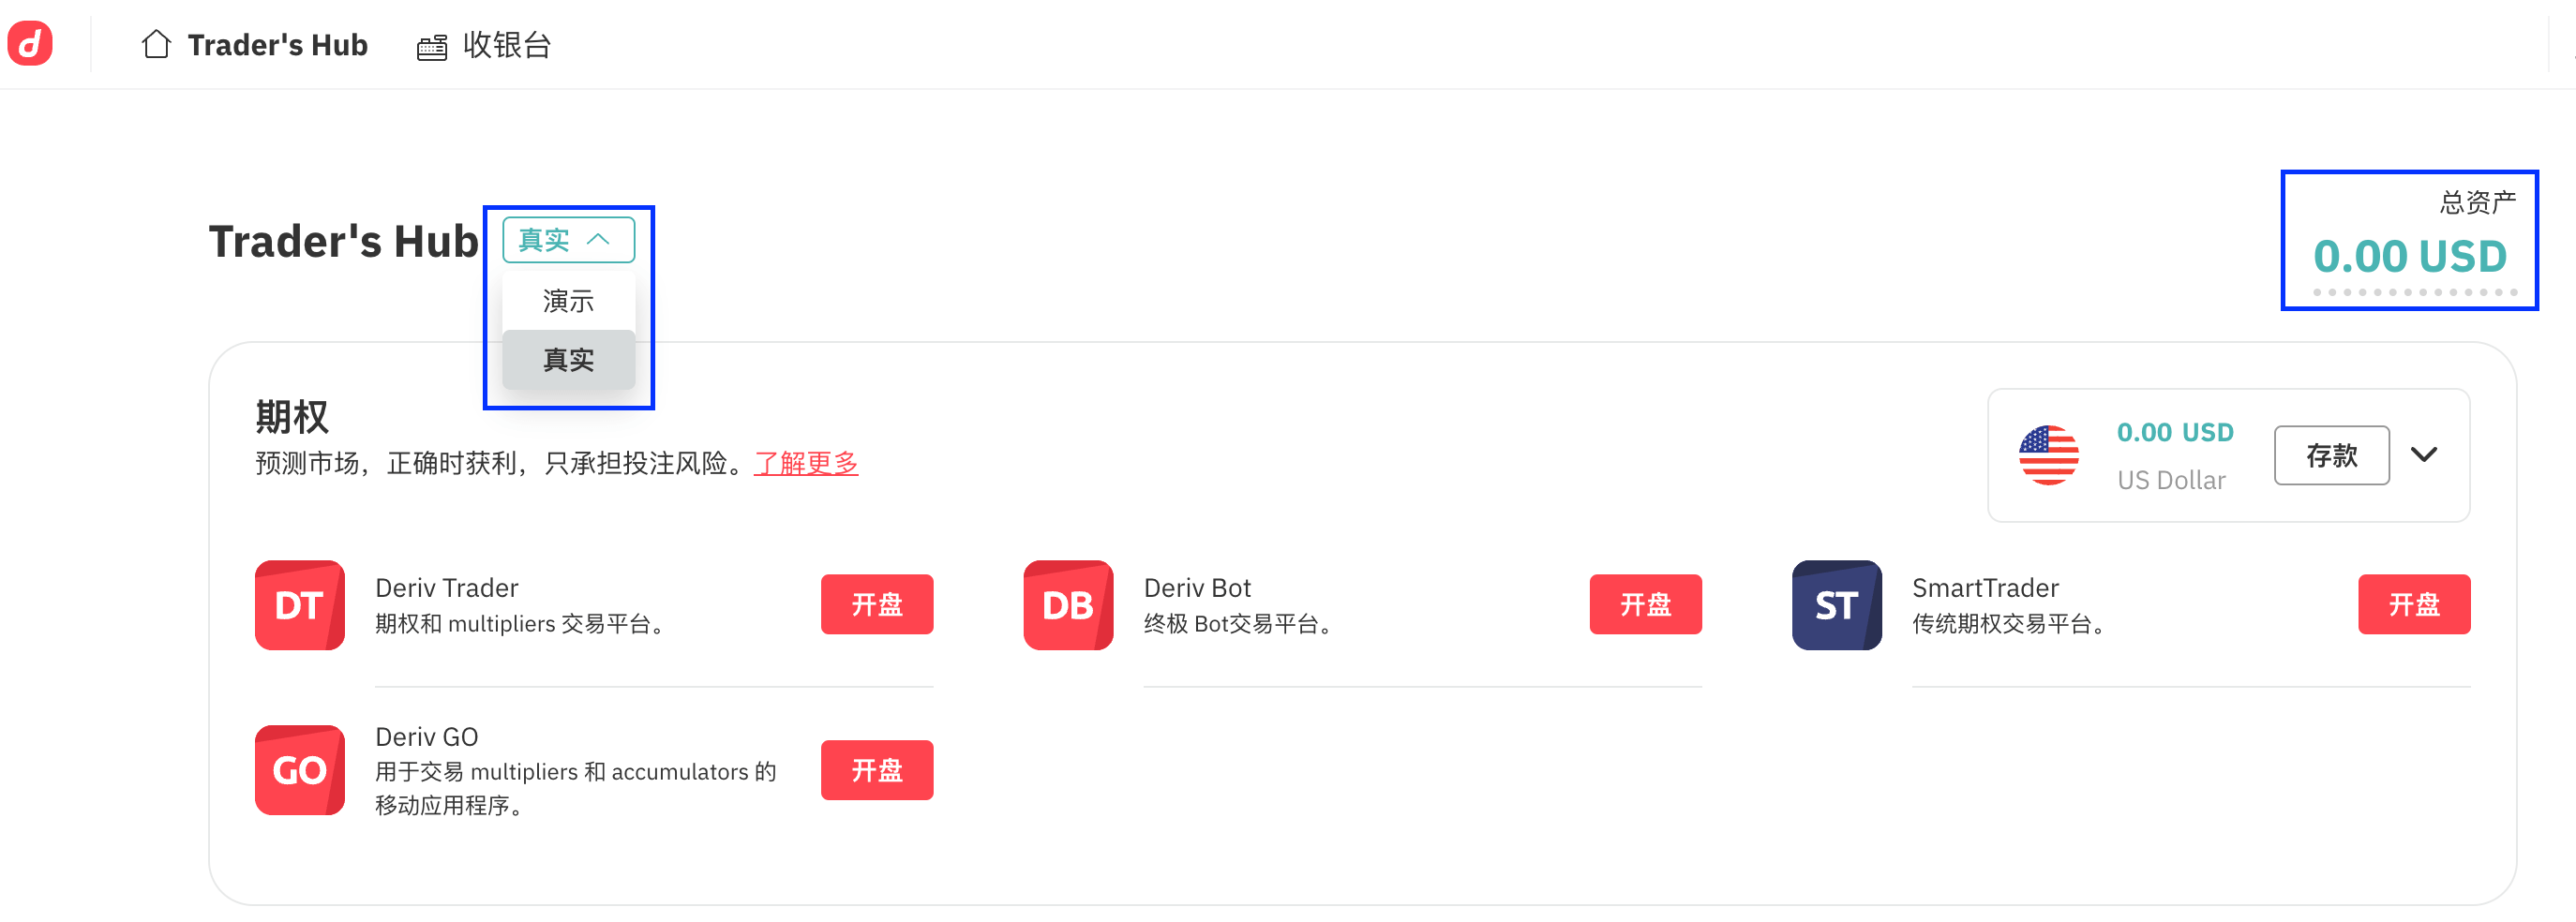 d
Trader's Hub
收银台
总资产
0.00 USD
Trader's Hub
真实
演示
真实
期权
预测市场，正确时获利，只承担投注风险。了解更多
0.00 USD
US Dollar
存款
DT
Deriv Trader
期权和 multipliers 交易平台。
开盘
DB
Deriv Bot
终极 Bot交易平台。
开盘
ST
SmartTrader
传统期权交易平台。
开盘
GO
Deriv GO
用于交易 multipliers 和 accumulators 的
移动应用程序。
开盘